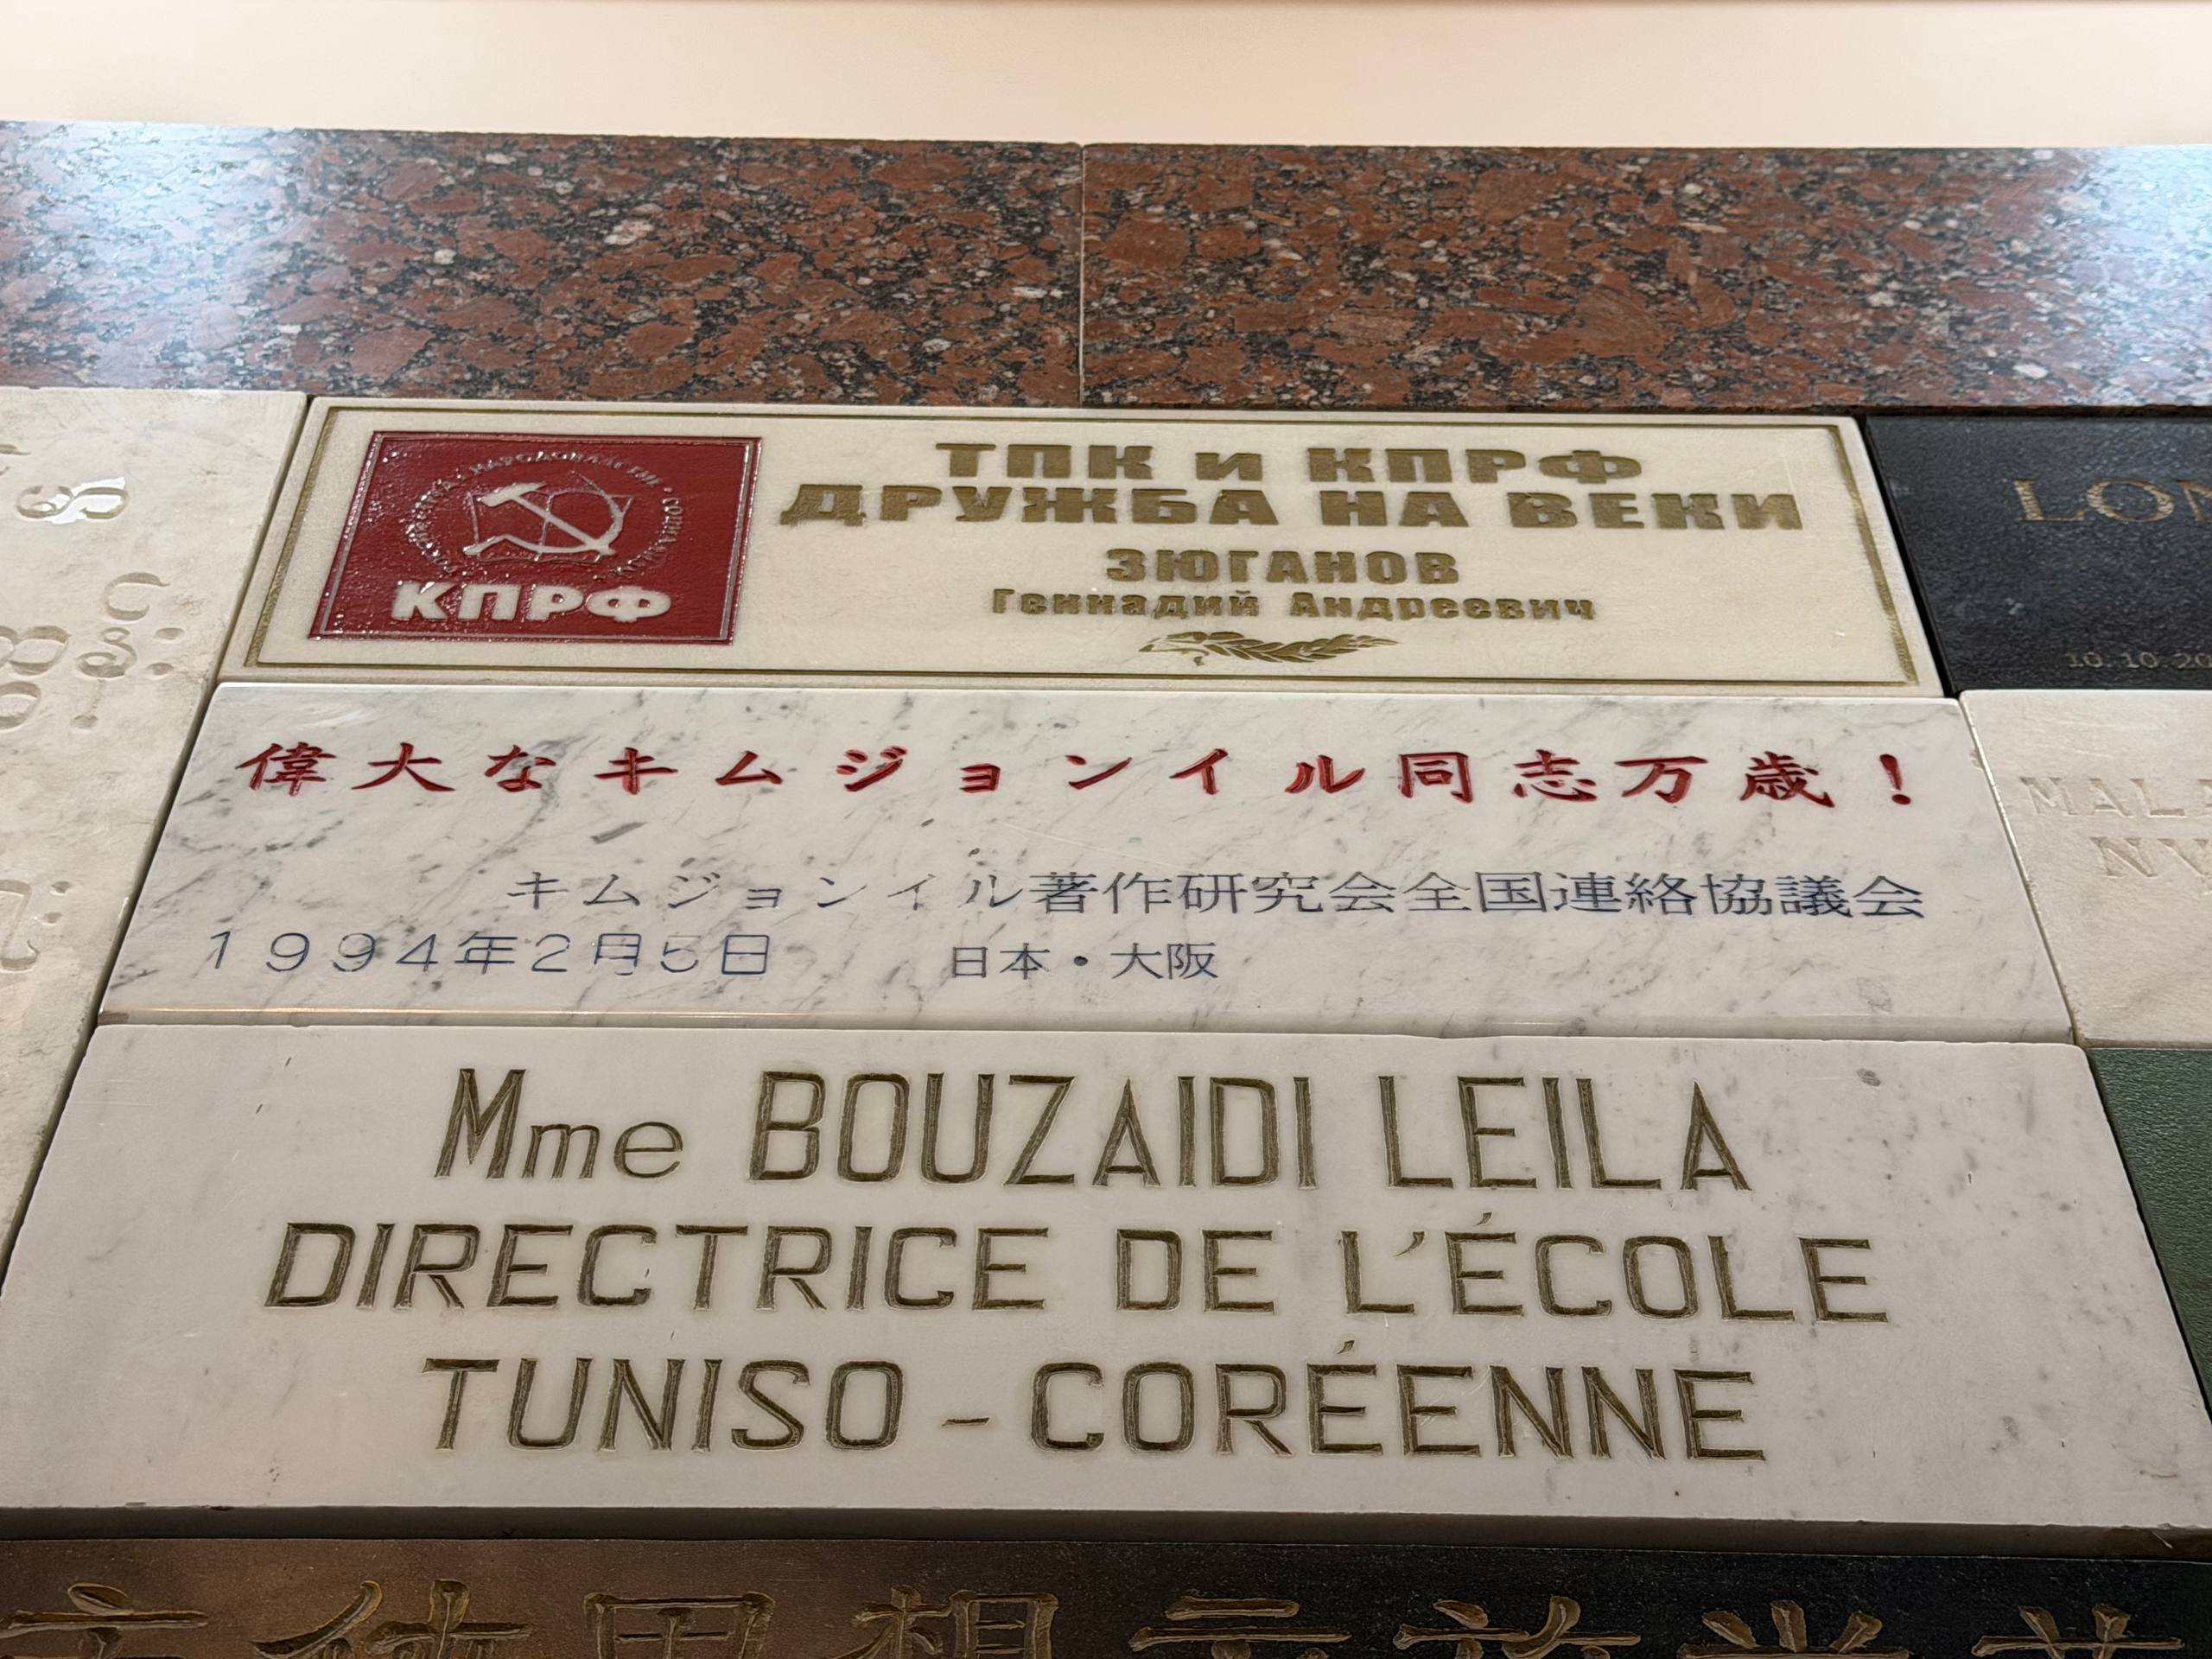 КПРФ
ТПК и КПРФ
ДРУЖБА НА ВЕКИ
ЗЮГАНОВ
Геннадий Андреевич
偉大なキムジョンイル同志万歳！
キムジョンイル著作研究会全国連絡協議会
1994年2月5日 日本・大阪
Mme BOUZAIDI LEILA
DIRECTRICE DE L'ÉCOLE
TUNISO - CORÉENNE